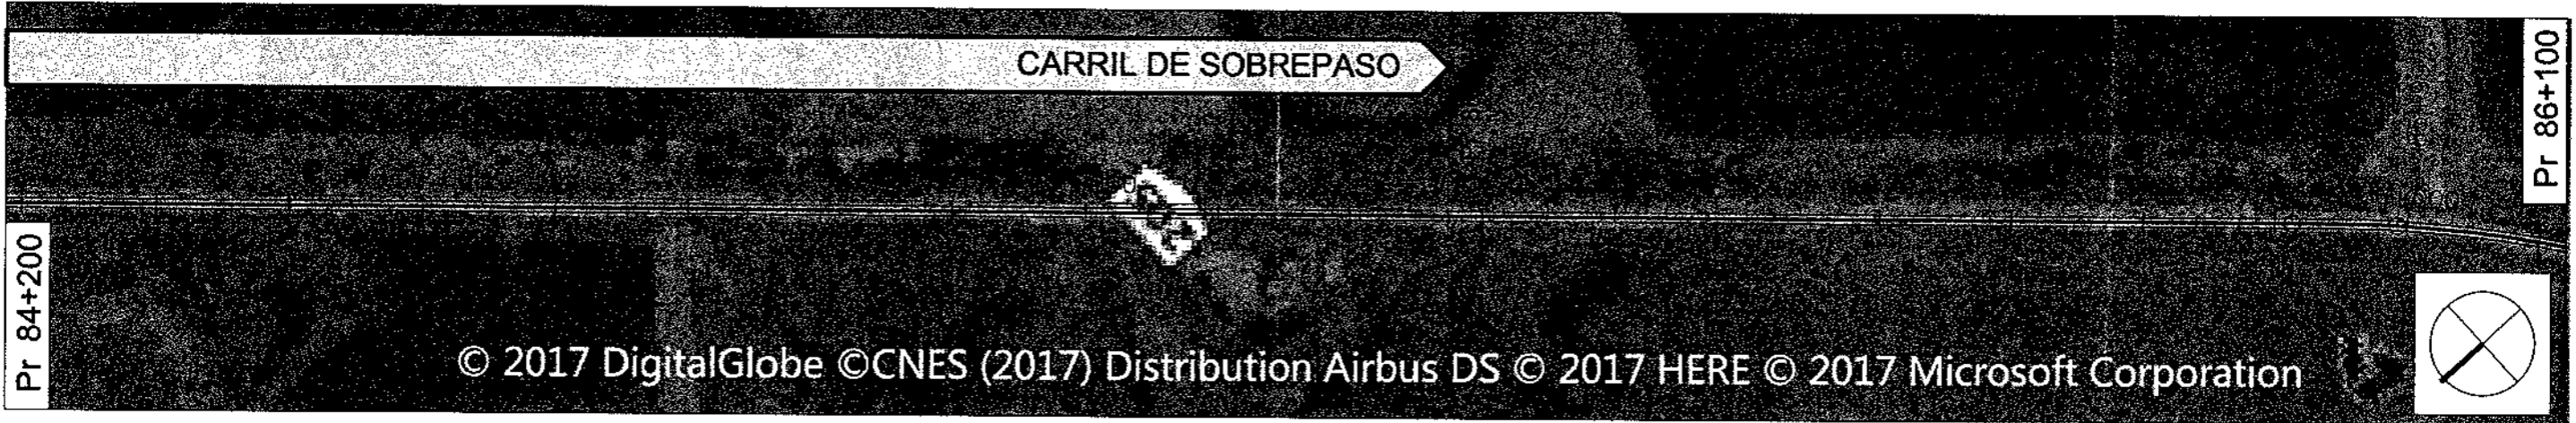 CARRIL DE SOBREPASO
Pr 86+100
Pr 84+200
© 2017 DigitalGlobe ©CNES (2017) Distribution Airbus DS © 2017 HERE © 2017 Microsoft Corporation